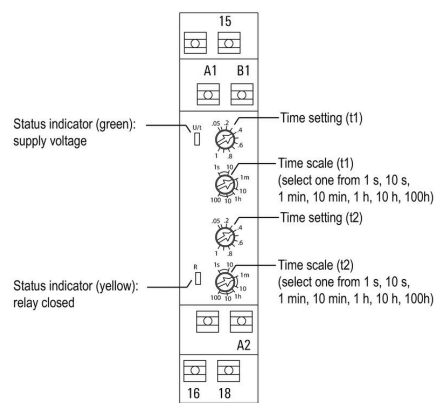 15
A1 B1
Status indicator (green):
supply voltage
U/t
.05 .2 .4 .6 .8 1
Time setting (t1)
1s 10 1m 10 1h 10 100
Time scale (t1)
(select one from 1 s, 10 s,
1 min, 10 min, 1 h, 10 h, 100h)
.05 .2 .4 .6 .8 1
Time setting (t2)
R
1s 10 1m 10 1h 10 100
Time scale (t2)
(select one from 1 s, 10 s,
1 min, 10 min, 1 h, 10 h, 100h)
Status indicator (yellow):
relay closed
A2
16 18